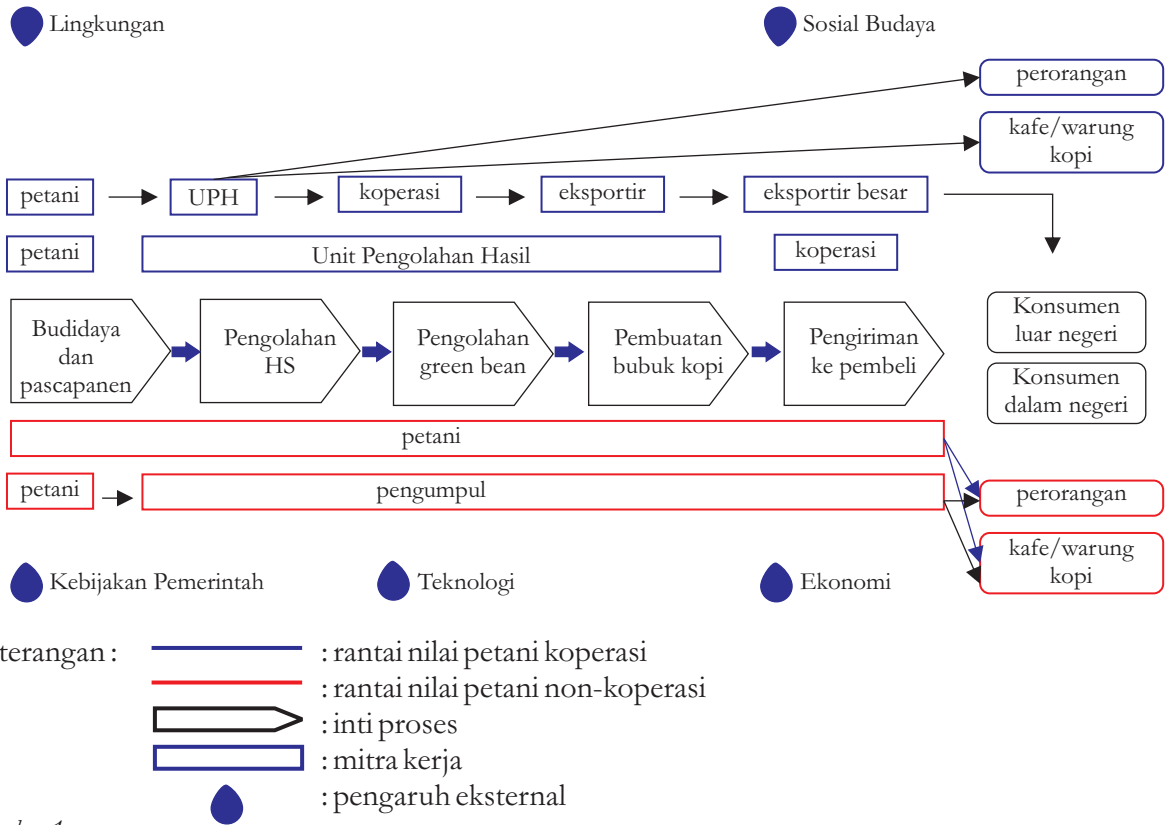 Lingkungan
Sosial Budaya
perorangan
kafe/warung
kopi
petani
UPH
koperasi
eksportir
eksportir besar
petani
Unit Pengolahan Hasil
koperasi
Budidaya
dan
pascapanen
Pengolahan
HS
Pengolahan
green bean
Pembuatan
bubuk kopi
Pengiriman
ke pembeli
Konsumen
luar negeri
Konsumen
dalam negeri
petani
petani
pengumpul
perorangan
kafe/warung
kopi
Kebijakan Pemerintah
Teknologi
Ekonomi
terangan :
: rantai nilai petani koperasi
: rantai nilai petani non-koperasi
: inti proses
: mitra kerja
: pengaruh eksternal